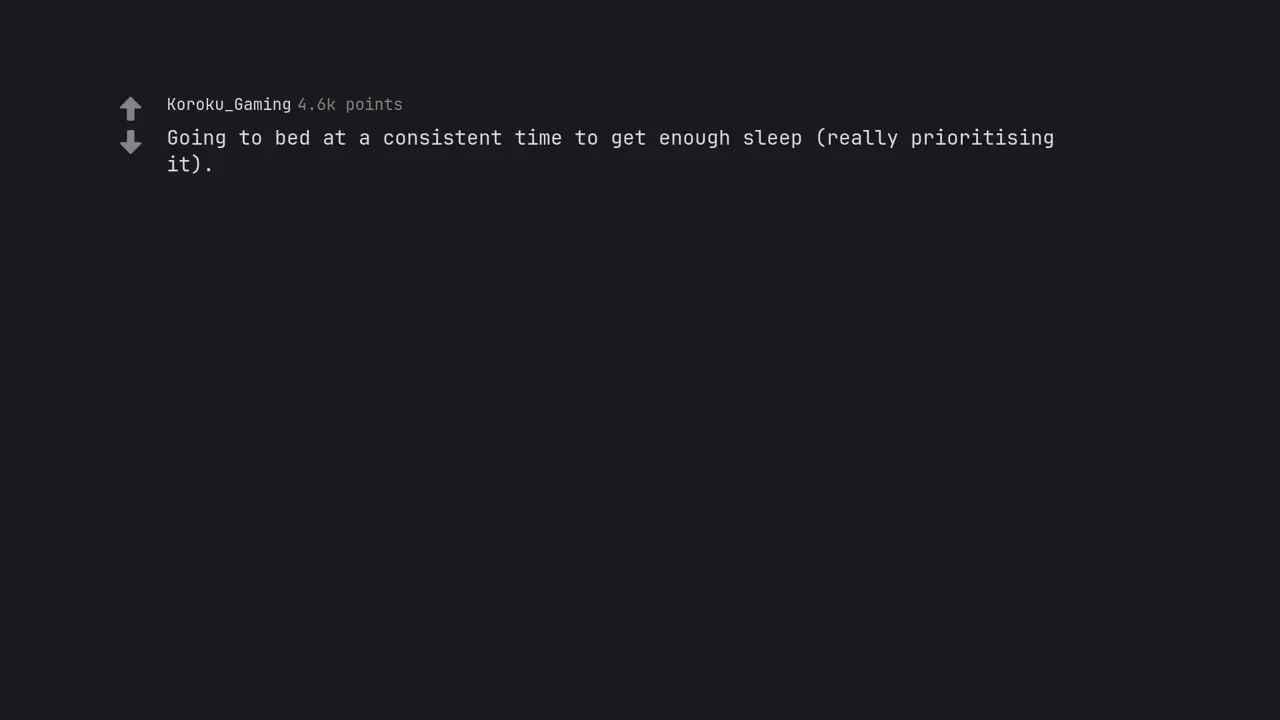 Koroku_Gaming 4.6k points
Going to bed at a consistent time to get enough sleep (really prioritising
it).